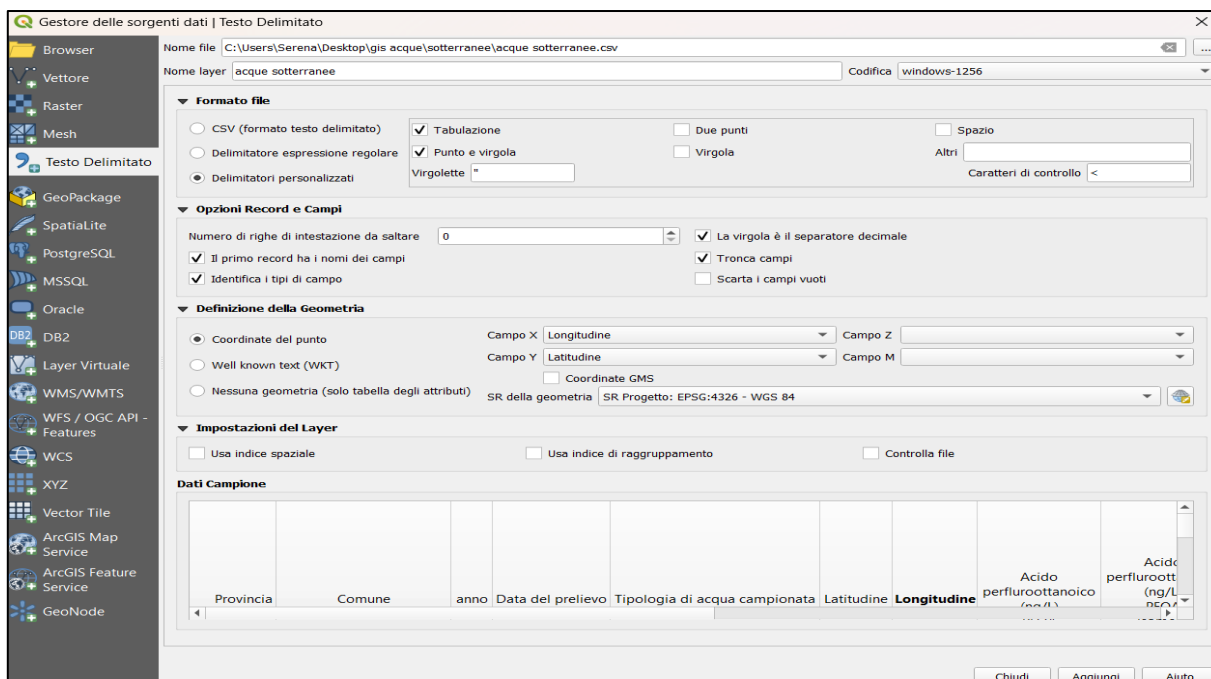 Gestore delle sorgenti dati | Testo Delimitato
Browser
Vettore
Raster
Mesh
Testo Delimitato
GeoPackage
SpatiaLite
PostgreSQL
MSSQL
Oracle
DB2
DB2
Layer Virtuale
WMS/WMTS
WFS / OGC API -
Features
WCS
XYZ
Vector Tile
ArcGIS Map
Service
ArcGIS Feature
Service
GeoNode
Nome file C:\Users\Serena\Desktop\gis acque\sotterranee\acque sotterranee.csv ...
Nome layer acque sotterranee Codifica windows-1256
Formato file
CSV (formato testo delimitato) Tabulazione Due punti Spazio
Delimitatore espressione regolare Punto e virgola Virgola Altri
Delimitatori personalizzati Virgolette " Caratteri di controllo <
Opzioni Record e Campi
Numero di righe di intestazione da saltare 0 La virgola è il separatore decimale
Il primo record ha i nomi dei campi Tronca campi
Identifica i tipi di campo Scarta i campi vuoti
Definizione della Geometria
Coordinate del punto Campo X Longitudine Campo Z
Well known text (WKT) Campo Y Latitudine Campo M
Coordinate GMS
Nessuna geometria (solo tabella degli attributi) SR della geometria SR Progetto: EPSG:4326 - WGS 84
Impostazioni del Layer
Usa indice spaziale Usa indice di raggruppamento Controlla file
Dati Campione
Provincia Comune anno Data del prelievo Tipologia di acqua campionata Latitudine Longitudine
Acido
perfluroottanoico
(ng/L)
Acido
perfluroott
(ng/L
Chiudi Aggiungi Aiuto